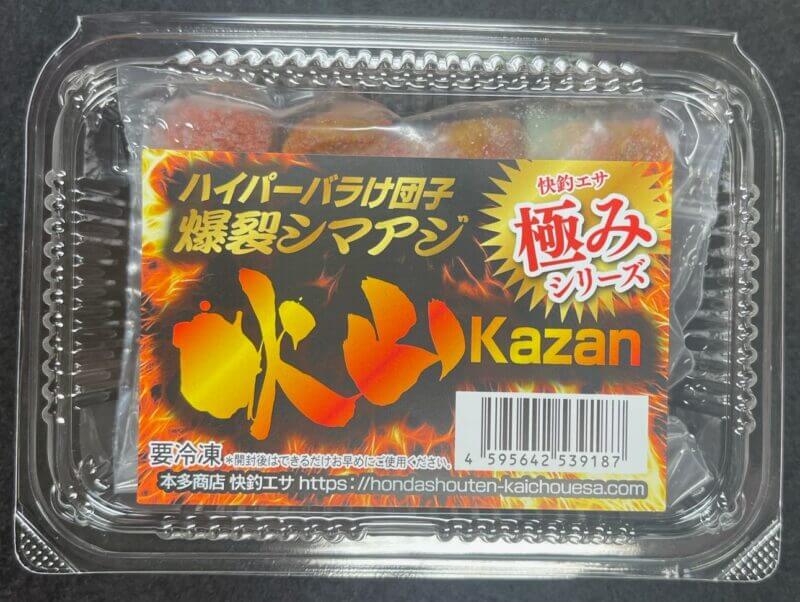 ハイパーバラけ団子
爆裂シマアジ
快釣エサ
極み
シリーズ
火山 Kazan
4 595642 539187
要冷凍 *開封後はできるだけお早めにご使用ください。
本多商店 快釣エサ https://hondashouten-kaichouesa.com